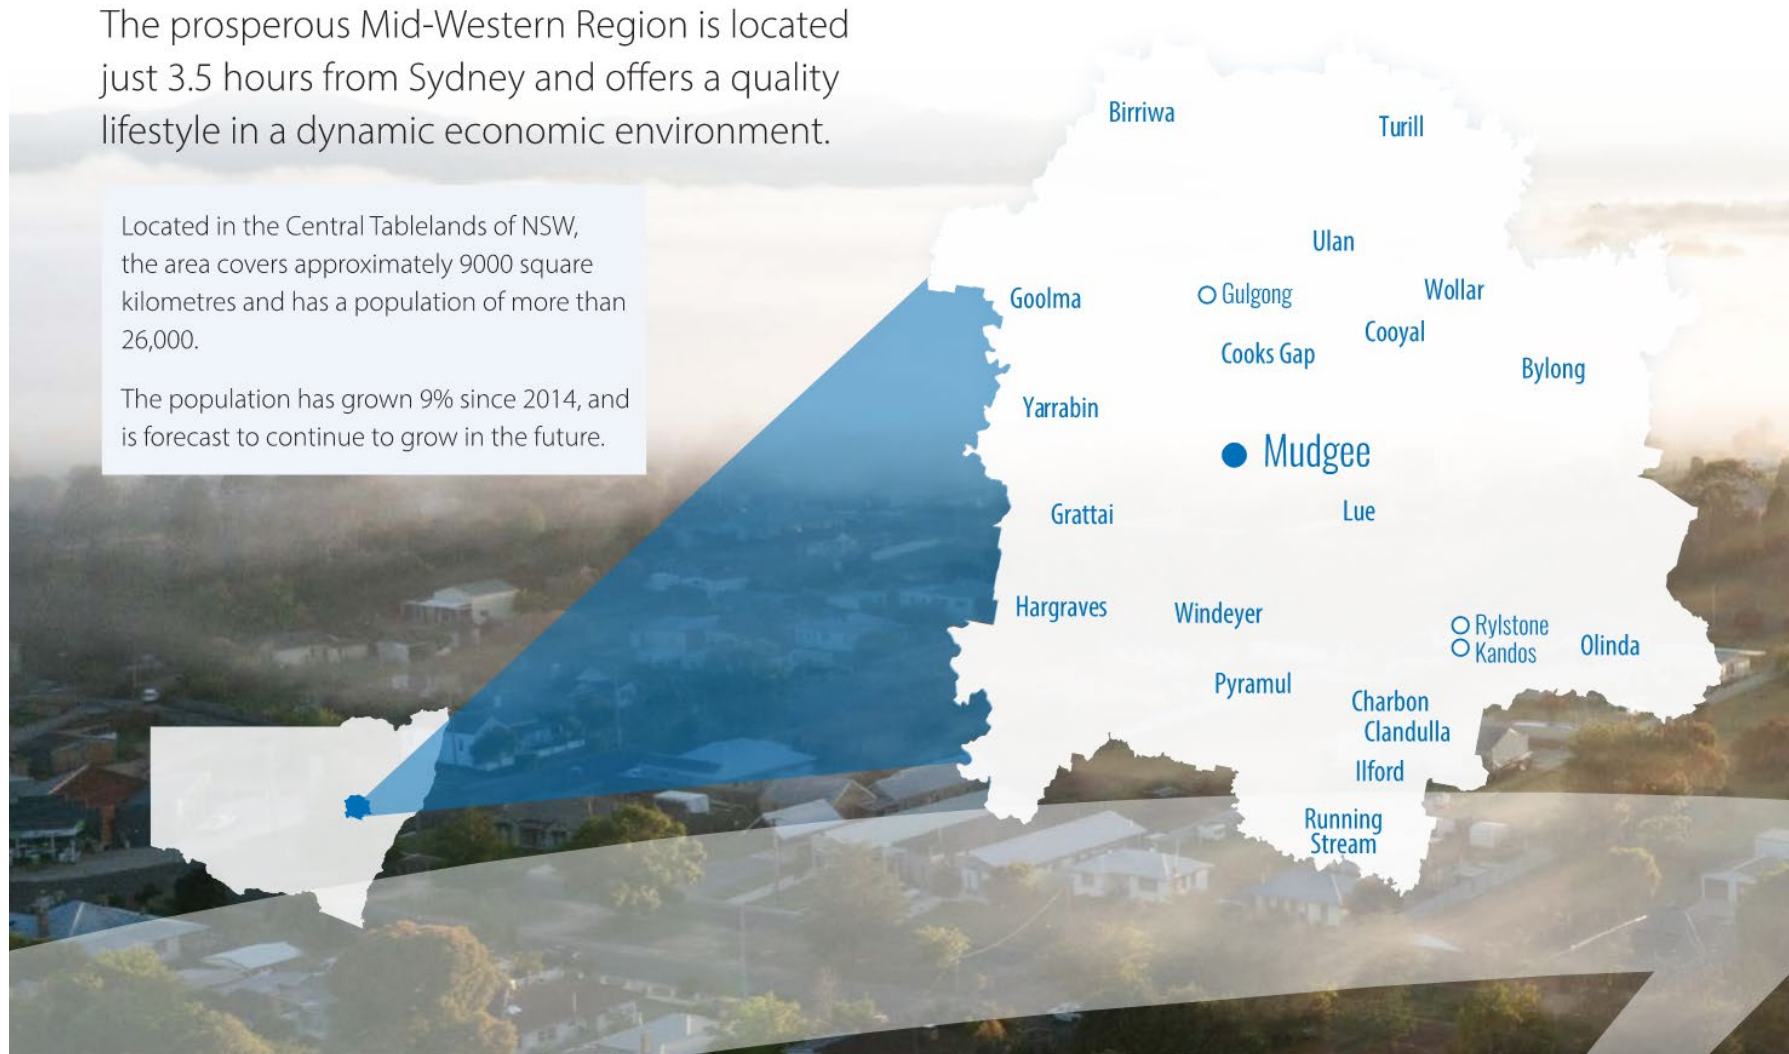 The prosperous Mid-Western Region is located
just 3.5 hours from Sydney and offers a quality
lifestyle in a dynamic economic environment.
Located in the Central Tablelands of NSW,
the area covers approximately 9000 square
kilometres and has a population of more than
26,000.
The population has grown 9% since 2014, and
is forecast to continue to grow in the future.
Birriwa
Turill
Ulan
Goolma
Gulgong
Wollar
Cooyal
Cooks Gap
Bylong
Yarrabin
Mudgee
Grattai
Lue
Hargraves
Windeyer
Rylstone
Kandos
Olinda
Pyramul
Charbon
Clandulla
Ilford
Running
Stream